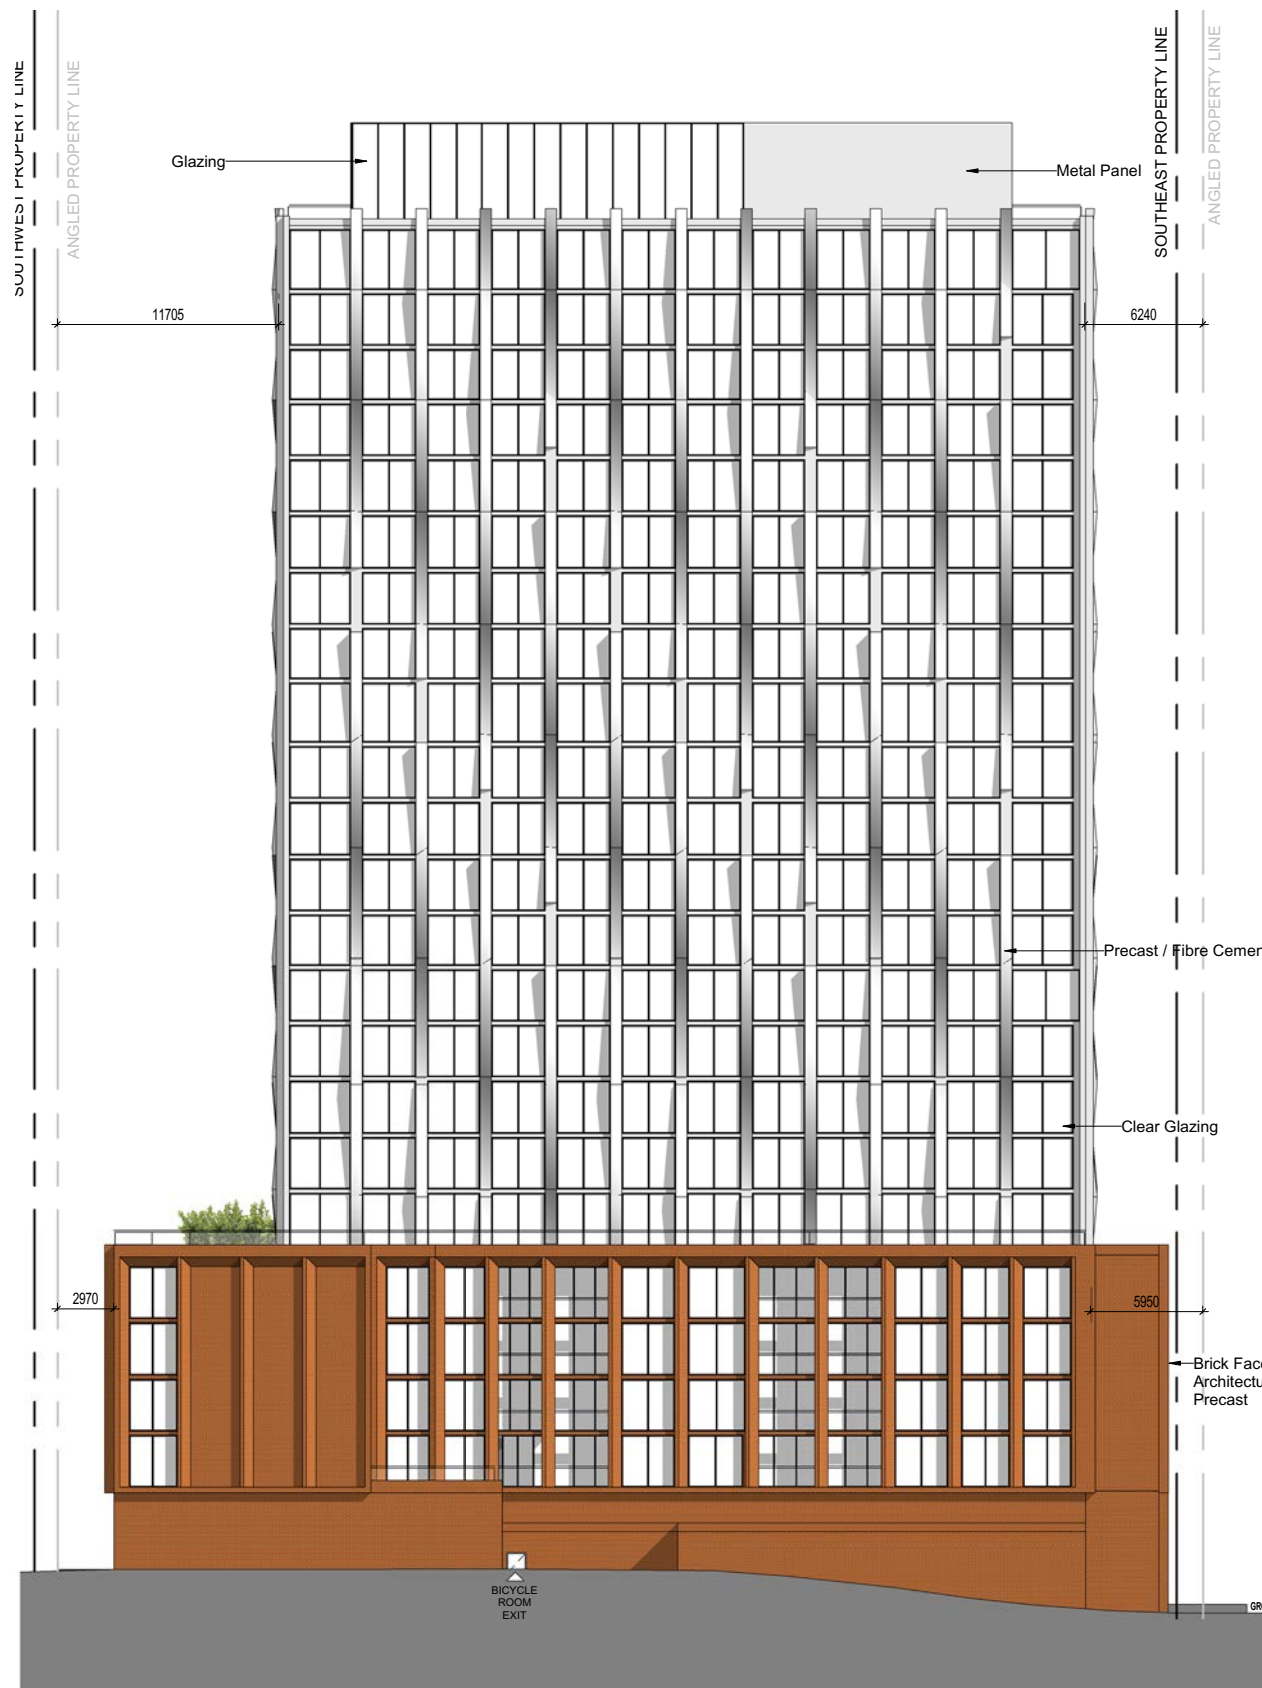 SOUTHWEST PROPERTY LINE
ANGLED PROPERTY LINE
SOUTHEAST PROPERTY LINE
ANGLED PROPERTY LINE
Glazing
Metal Panel
11705
6240
Precast / Fibre Cemen
Clear Glazing
2970
5950
Brick Fac
Architectu
Precast
BICYCLE
ROOM
EXIT